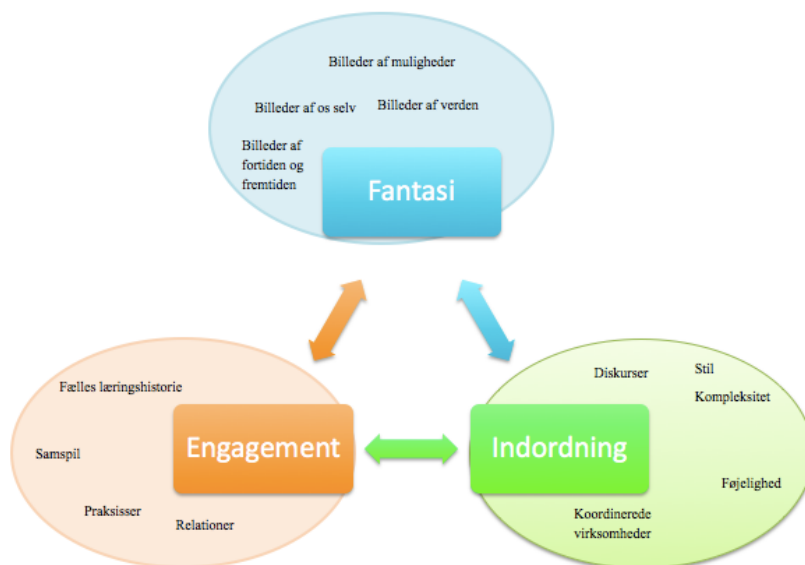 Billeder af muligheder
Billeder af os selv
Billeder af verden
Billeder af
fortiden og
fremtiden
Fantasi
Fælles læringshistorie
Engagement
Samspil
Praksisser
Relationer
Diskurser
Stil
Kompleksitet
Indordning
Føjelighed
Koordinerede
virksomheder